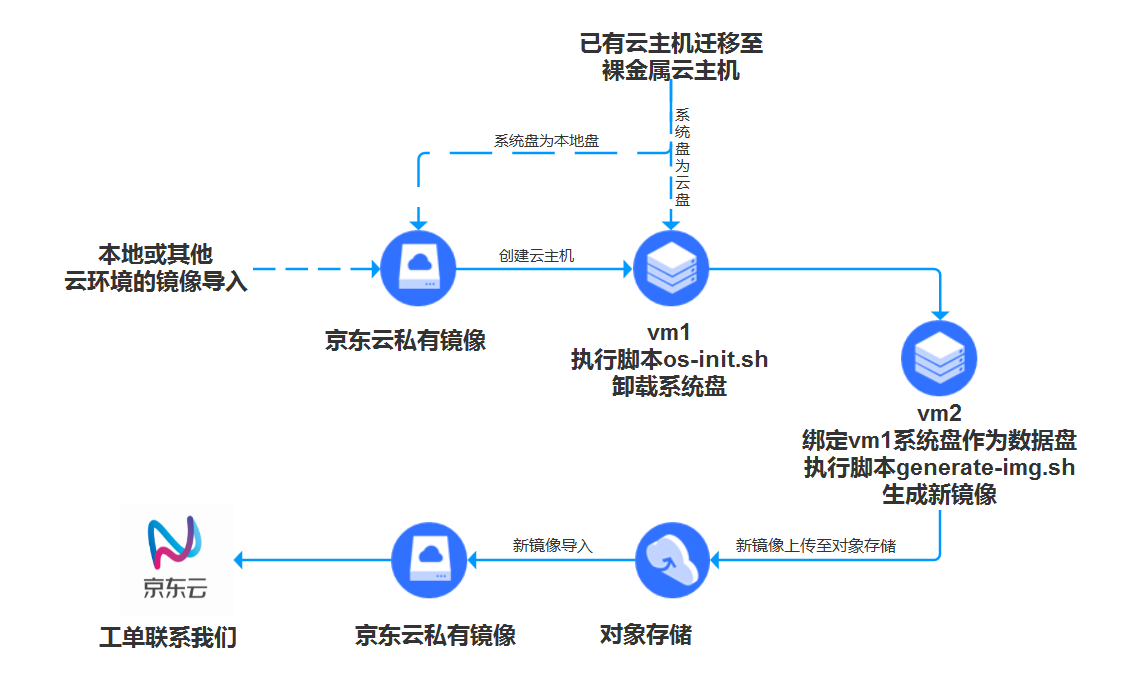 已有云主机迁移至
裸金属云主机
系统盘为本地盘
系统盘为云盘
本地或其他
云环境的镜像导入
创建云主机
京东云私有镜像
vm1
执行脚本os-init.sh
卸载系统盘
vm2
绑定vm1系统盘作为数据盘
执行脚本generate-img.sh
生成新镜像
新镜像上传至对象存储
新镜像导入
京东云
工单联系我们
京东云私有镜像
对象存储